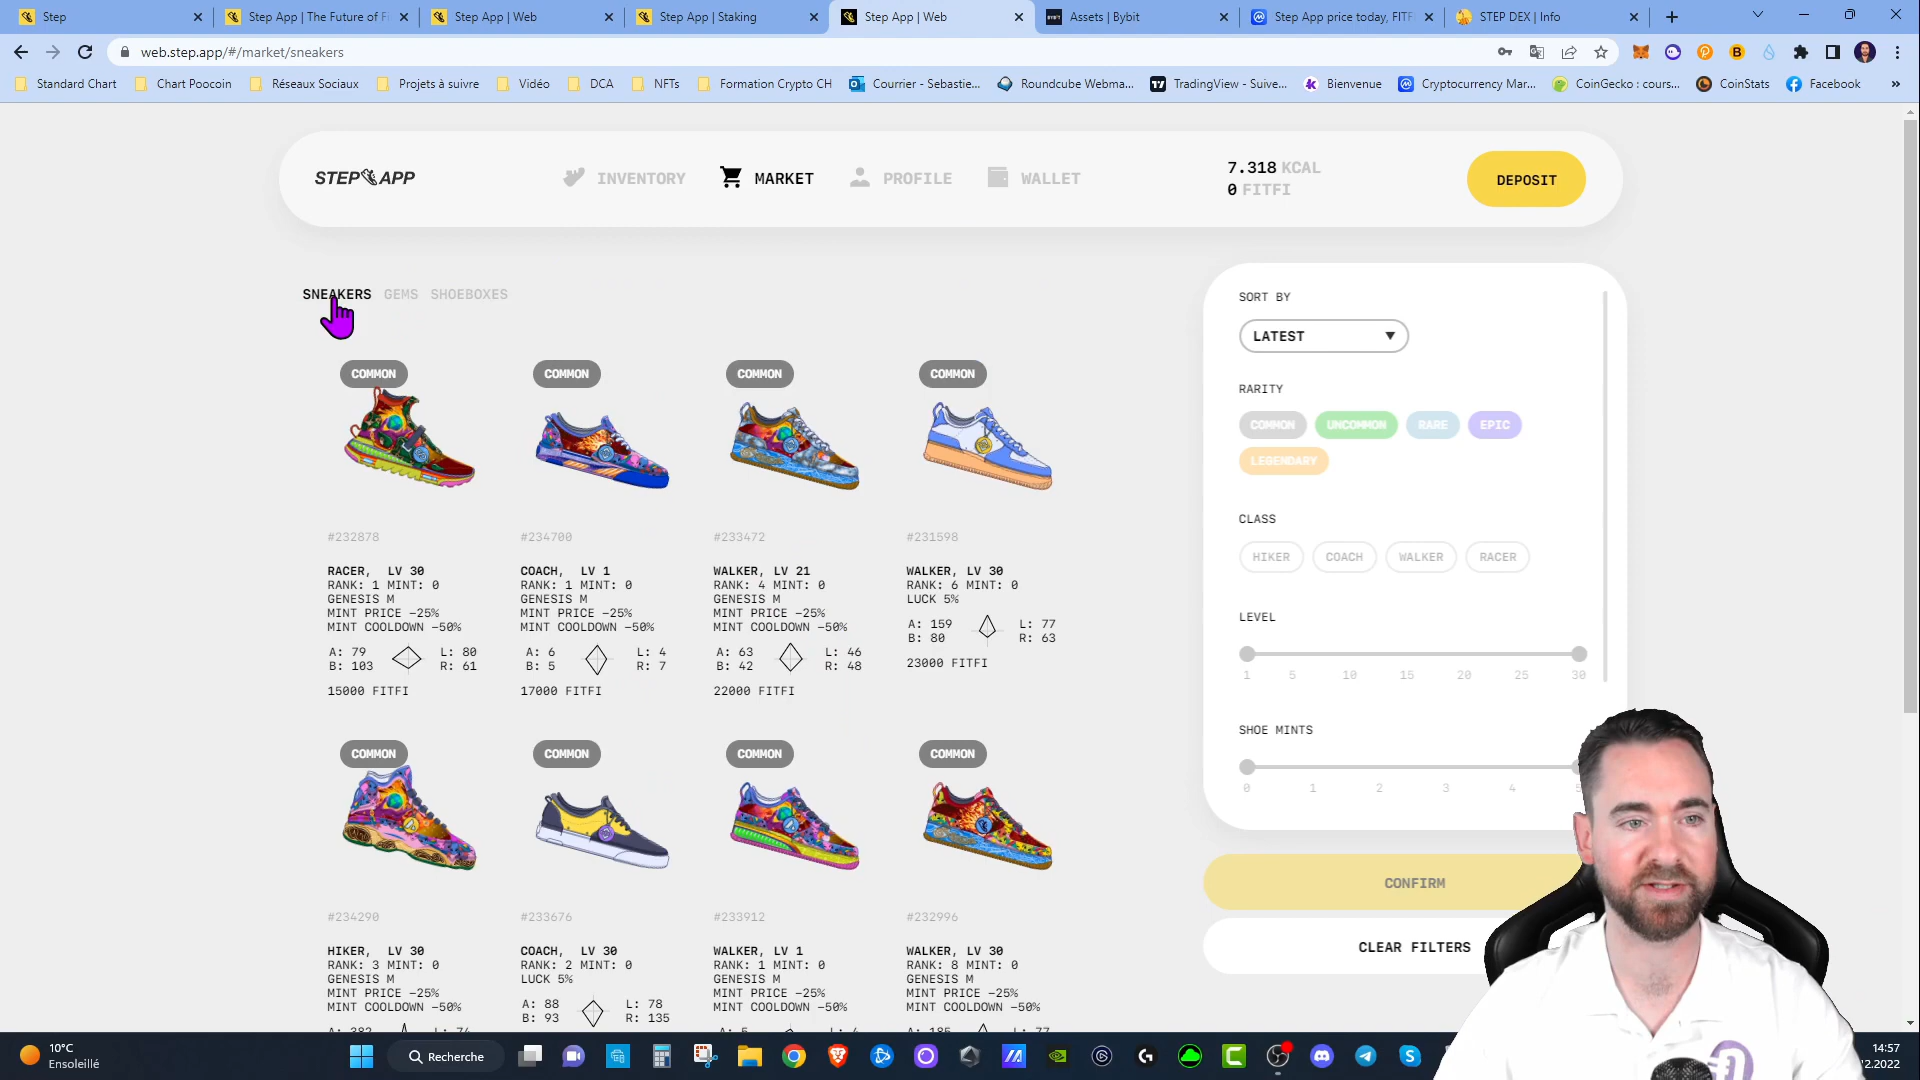 Step
Step App | The Future of Fi
Step App | Web
Step App | Staking
Step App | Web
Assets | Bybit
Step App price today, FITFI
STEP DEX | Info
web.step.app/#/market/sneakers
Standard Chart
Chart Poocoin
Réseaux Sociaux
Projets à suivre
Vidéo
DCA
NFTs
Formation Crypto CH
Courrier - Sebastie...
Roundcube Webma...
TradingView - Suive...
Bienvenue
Cryptocurrency Mar...
CoinGecko : cours...
CoinStats
Facebook
»
STEP APP
INVENTORY
MARKET
PROFILE
WALLET
7.318 KCAL
0 FITFI
DEPOSIT
SNEAKERS GEMS SHOEBOXES
COMMON
#232878
RACER, LV 30
RANK: 1 MINT: 0
GENESIS M
MINT PRICE -25%
MINT COOLDOWN -50%
A: 79 L: 80
B: 103 R: 61
15000 FITFI
COMMON
#234700
COACH, LV 1
RANK: 1 MINT: 0
GENESIS M
MINT PRICE -25%
MINT COOLDOWN -50%
A: 6 L: 4
B: 5 R: 7
17000 FITFI
COMMON
#233472
WALKER, LV 21
RANK: 4 MINT: 0
GENESIS M
MINT PRICE -25%
MINT COOLDOWN -50%
A: 63 L: 46
B: 42 R: 48
22000 FITFI
COMMON
#231598
WALKER, LV 30
RANK: 6 MINT: 0
LUCK 5%
A: 159 L: 77
B: 80 R: 63
23000 FITFI
COMMON
#234290
HIKER, LV 30
RANK: 3 MINT: 0
GENESIS M
MINT PRICE -25%
MINT COOLDOWN -50%
COMMON
#233676
COACH, LV 30
RANK: 2 MINT: 0
LUCK 5%
A: 88 L: 78
B: 93 R: 135
COMMON
#233912
WALKER, LV 1
RANK: 1 MINT: 0
GENESIS M
MINT PRICE -25%
MINT COOLDOWN -50%
COMMON
#232996
WALKER, LV 30
RANK: 8 MINT: 0
GENESIS M
MINT PRICE -25%
MINT COOLDOWN -50%
SORT BY
LATEST
RARITY
COMMON UNCOMMON RARE EPIC
LEGENDARY
CLASS
HIKER COACH WALKER RACER
LEVEL
1 5 10 15 20 25 30
SHOE MINTS
0 1 2 3 4
CONFIRM
CLEAR FILTERS
10°C
Ensoleillé
Recherche
14:57
.2022